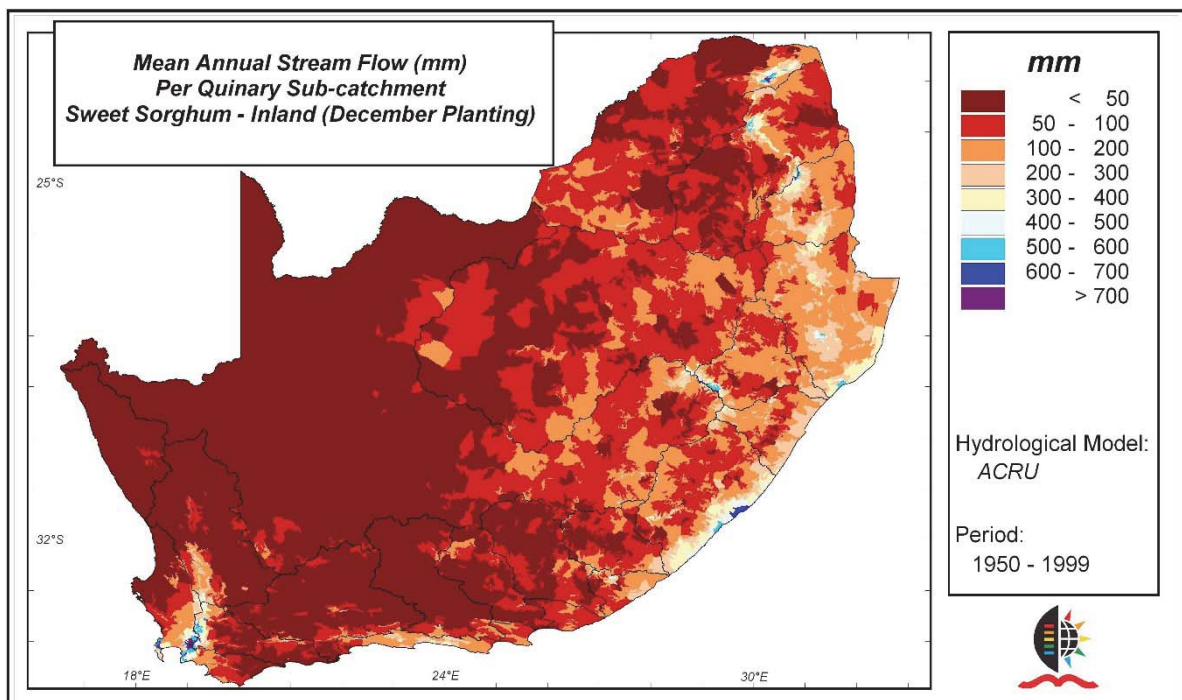 Mean Annual Stream Flow (mm)
Per Quinary Sub-catchment
Sweet Sorghum - Inland (December Planting)
25°S
32°S
18°E
24°E
30°E
mm
< 50
50 - 100
100 - 200
200 - 300
300 - 400
400 - 500
500 - 600
600 - 700
> 700
Hydrological Model:
ACRU
Period:
1950 - 1999